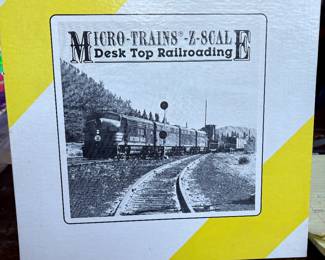 MICRO-TRAINS®-Z-SCALE
Desk Top Railroading